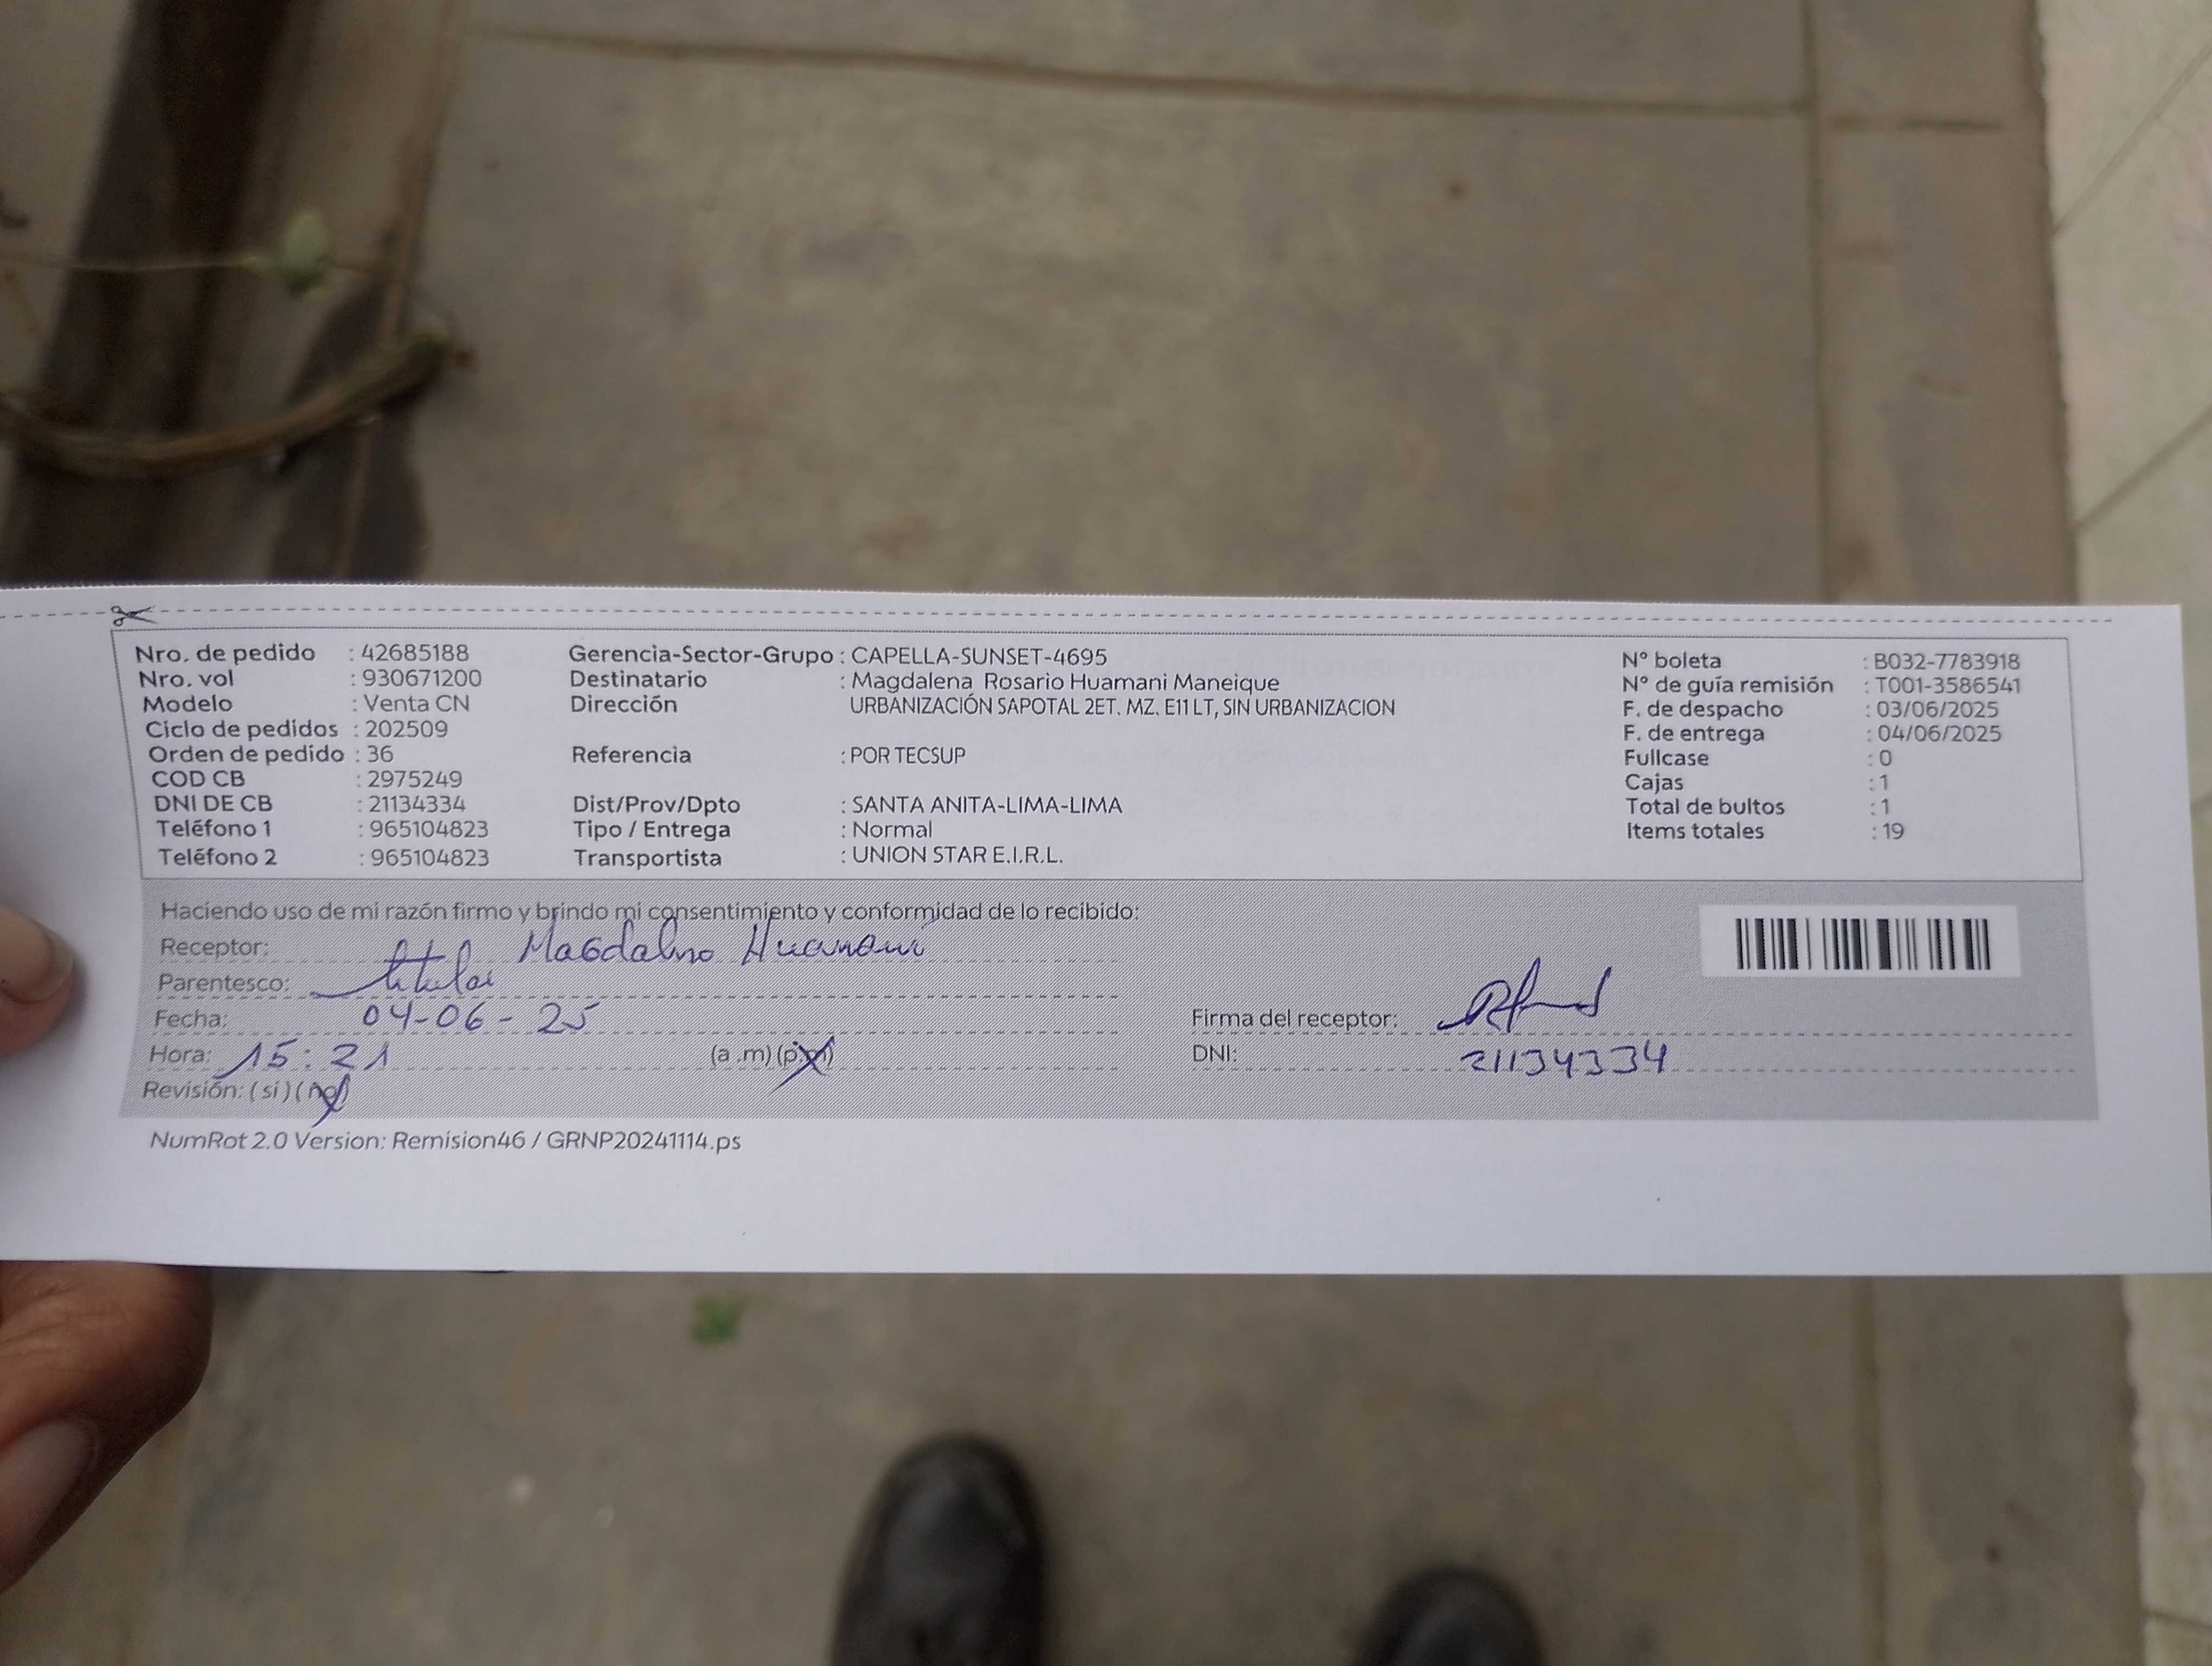 Nro. de pedido : 42685188
Nro. vol : 930671200
Modelo : Venta CN
Ciclo de pedidos : 202509
Orden de pedido : 36
COD CB : 2975249
DNI DE CB : 21134334
Teléfono 1 : 965104823
Teléfono 2 : 965104823
Gerencia-Sector-Grupo : CAPELLA-SUNSET-4695
Destinatario : Magdalena Rosario Huamani Maneique
Dirección URBANIZACIÓN SAPOTAL 2ET. MZ. E11 LT, SIN URBANIZACION
Referencia : POR TECSUP
Dist/Prov/Dpto : SANTA ANITA-LIMA-LIMA
Tipo / Entrega : Normal
Transportista : UNION STAR E.I.R.L.
N° boleta : B032-7783918
N° de guía remisión : T001-3586541
F. de despacho : 03/06/2025
F. de entrega : 04/06/2025
Fullcase : 0
Cajas : 1
Total de bultos : 1
Items totales : 19
Haciendo uso de mi razón firmo y brindo mi consentimiento y conformidad de lo recibido:
Receptor: Magdalena Huamani
Parentesco: titular
Fecha: 04-06-25
Hora: 15:21 (a .m) (p.m)
Revisión: ( si ) ( no )
Firma del receptor:
DNI: 21134334
NumRot 2.0 Version: Remision46 / GRNP20241114.ps